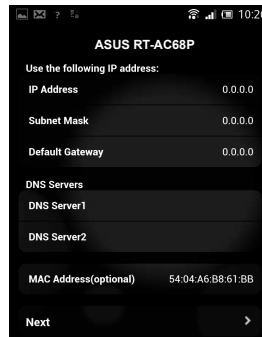 10:20
ASUS RT-AC68P
Use the following IP address:
IP Address 0.0.0.0
Subnet Mask 0.0.0.0
Default Gateway 0.0.0.0
DNS Servers
DNS Server1
DNS Server2
MAC Address(optional) 54:04:A6:B8:61:BB
Next